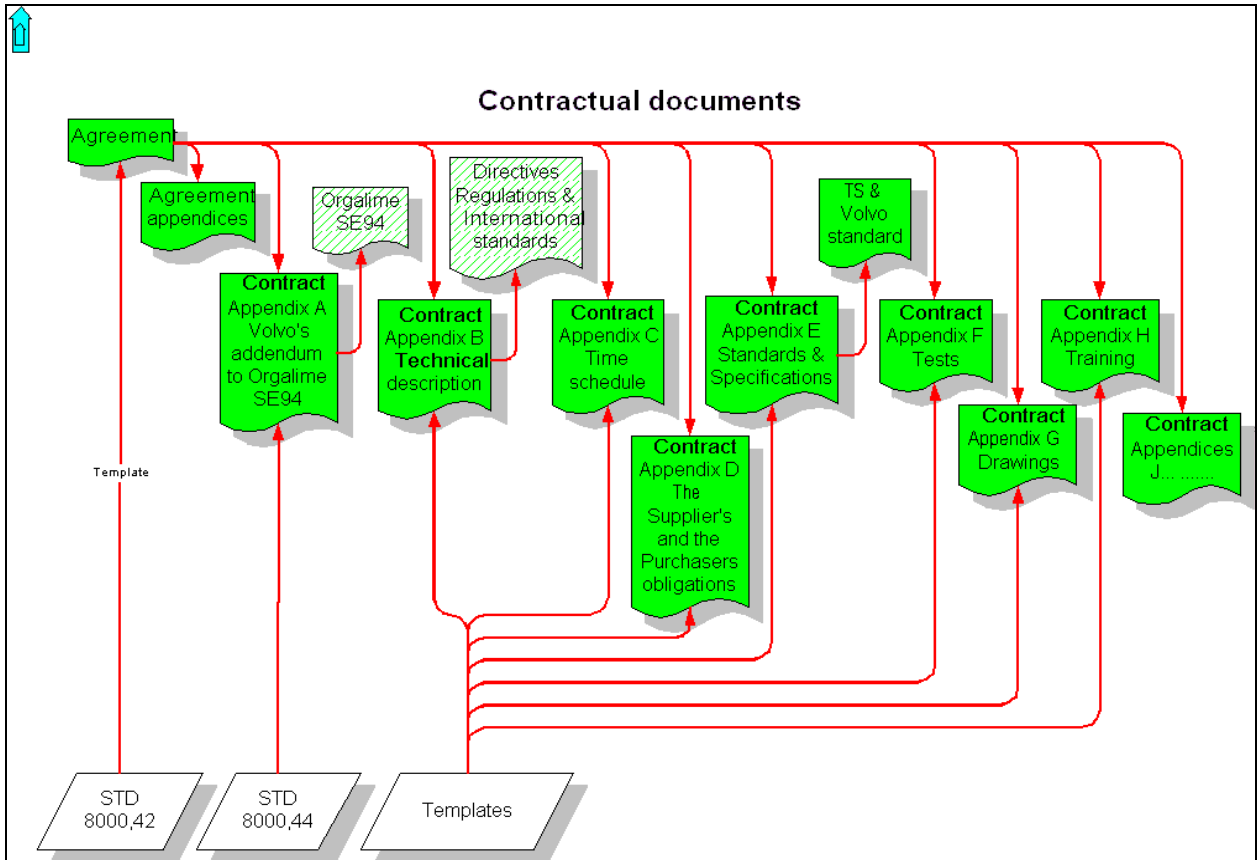 Contractual documents
Agreement
Agreement
appendices
Orgalime
SE94
Directives
Regulations &
International
standards
TS &
Volvo
standard
Contract
Appendix A
Volvo's
addendum
to Orgalime
SE94
Contract
Appendix B
Technical
description
Contract
Appendix C
Time
schedule
Contract
Appendix D
The
Supplier's
and the
Purchasers
obligations
Contract
Appendix E
Standards &
Specifications
Contract
Appendix F
Tests
Contract
Appendix G
Drawings
Contract
Appendix H
Training
Contract
Appendices
J... .......
Template
STD
8000,42
STD
8000,44
Templates